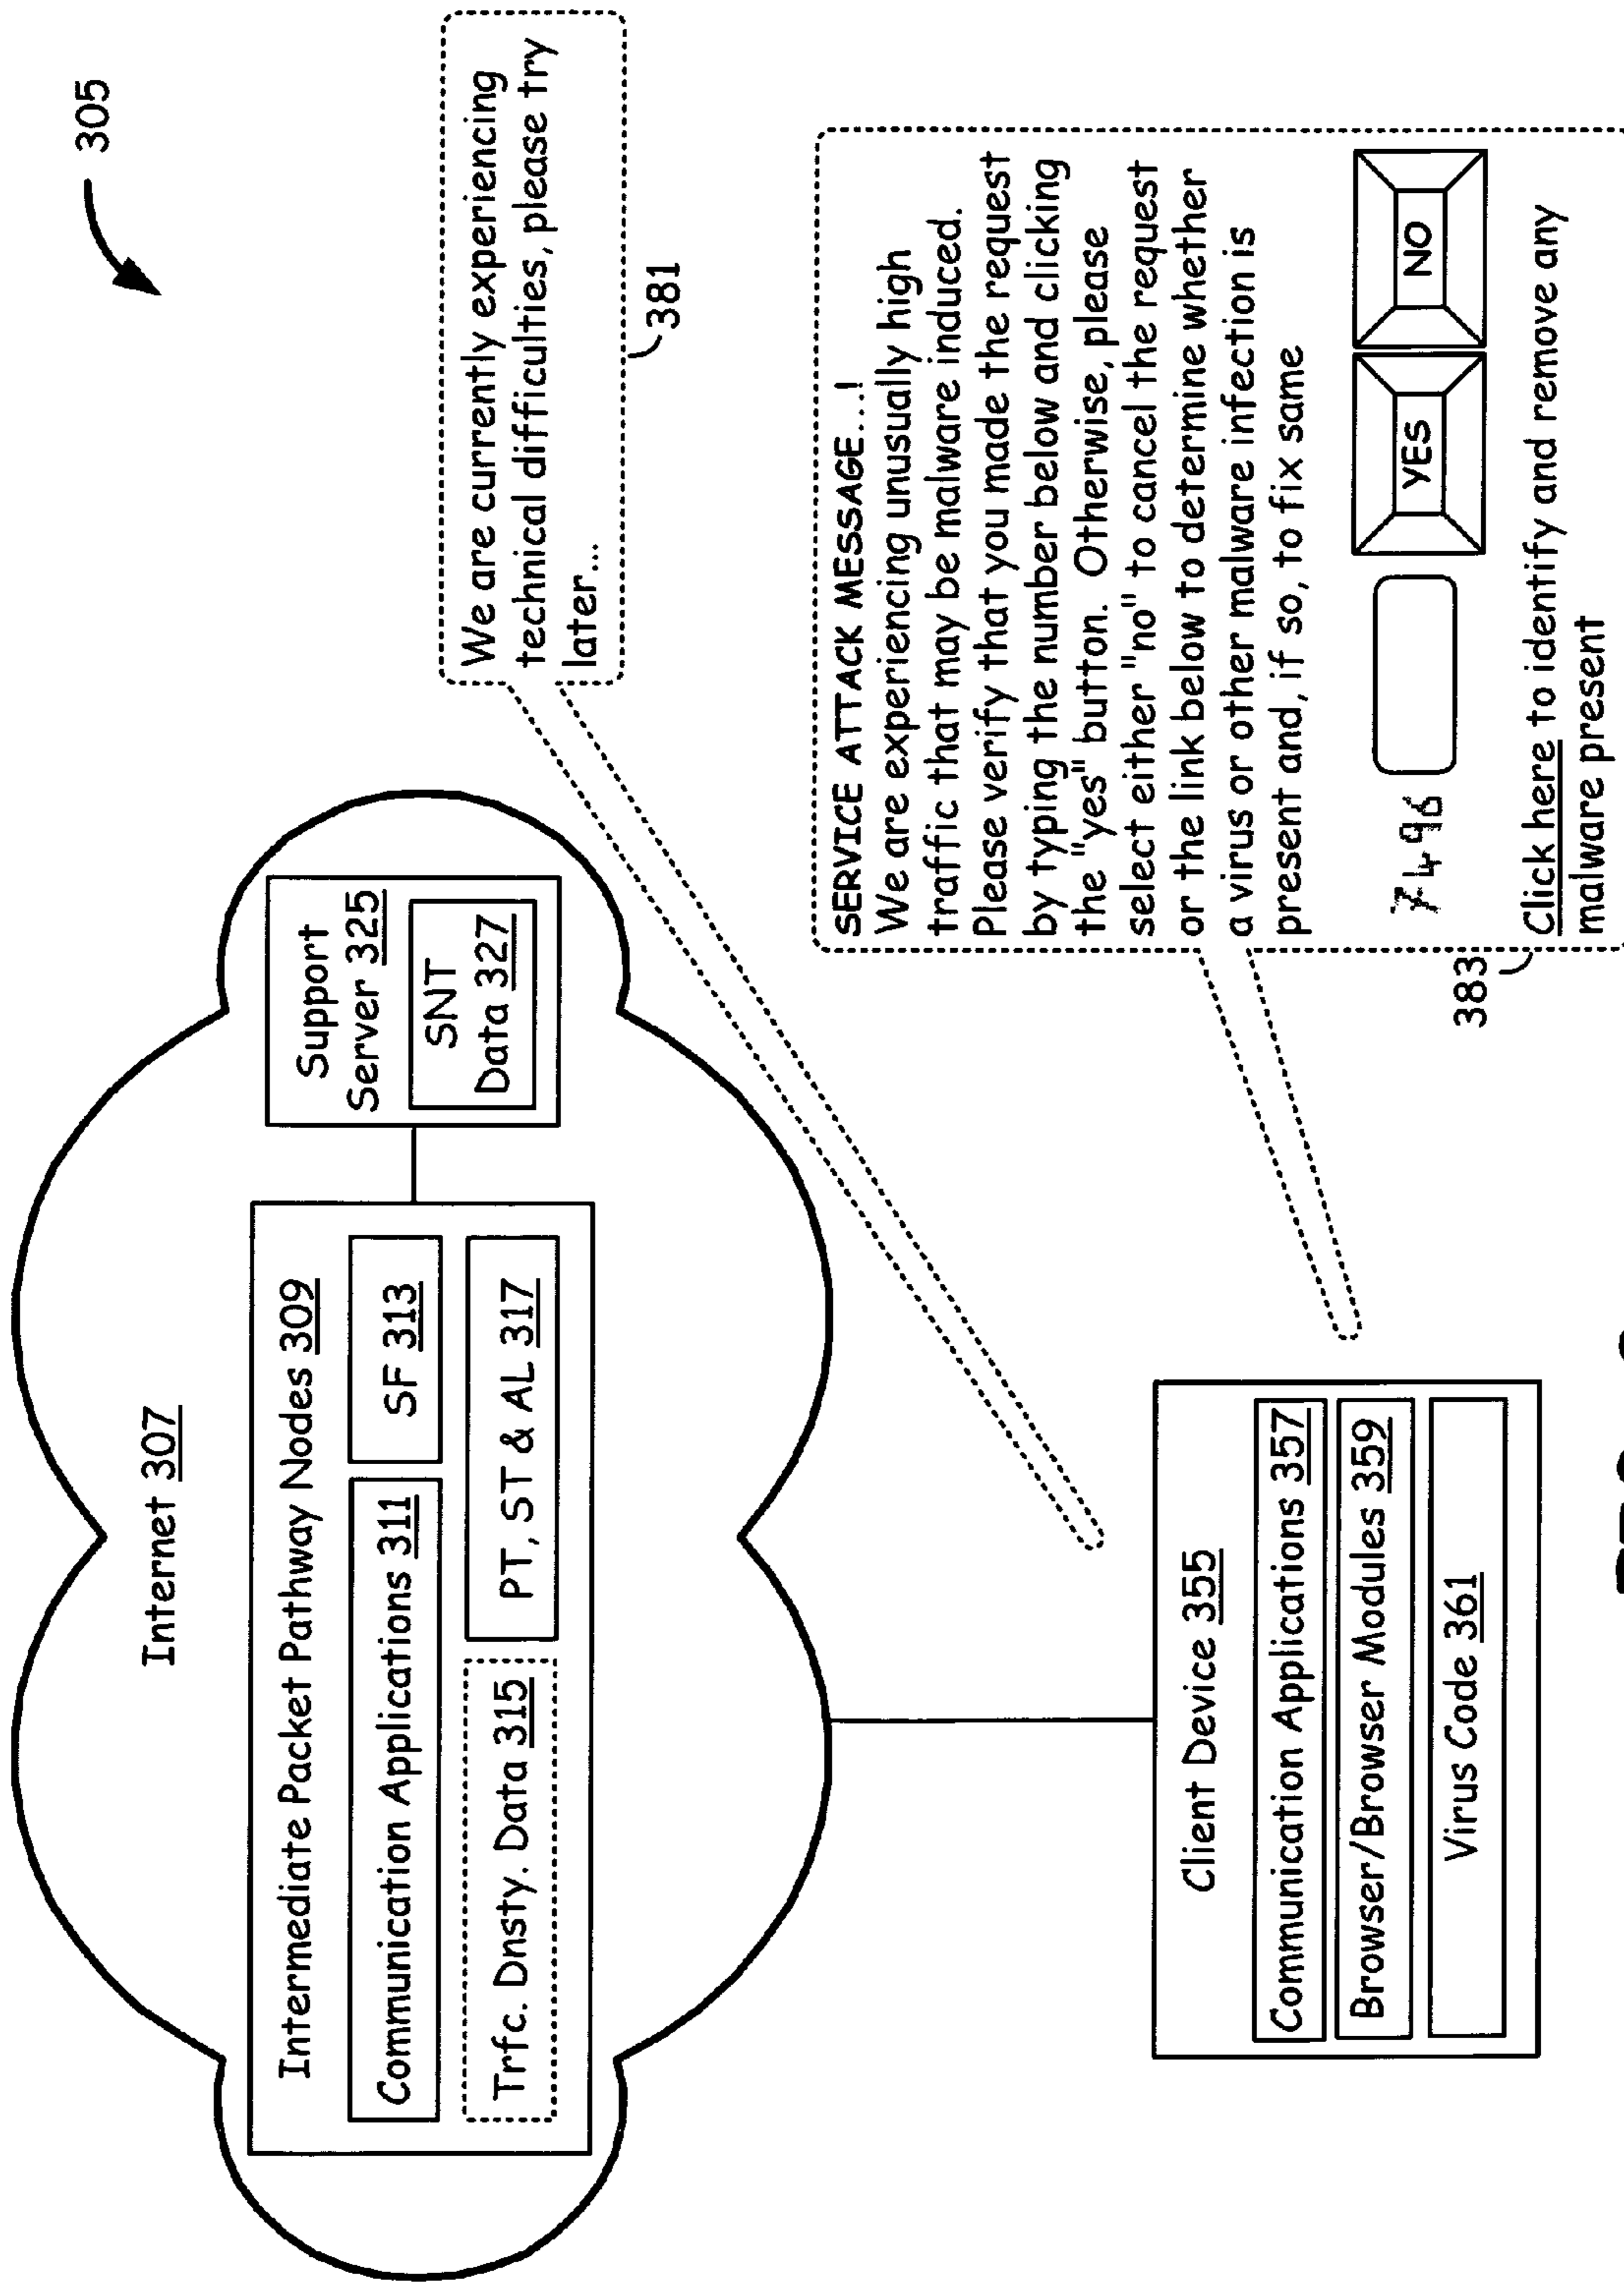 305
Internet 307
Intermediate Packet Pathway Nodes 309
Communication Applications 311
SF 313
Trfc. Dnsty. Data 315
PT, ST & AL 317
Support
Server 325
SNT
Data 327
We are currently experiencing
technical difficulties, please try
later...
381
Client Device 355
Communication Applications 357
Browser/Browser Modules 359
Virus Code 361
SERVICE ATTACK MESSAGE...!
We are experiencing unusually high
traffic that may be malware induced.
Please verify that you made the request
by typing the number below and clicking
the "yes" button. Otherwise, please
select either "no" to cancel the request
or the link below to determine whether
a virus or other malware infection is
present and, if so, to fix same
7496
YES
NO
Click here to identify and remove any
malware present
383